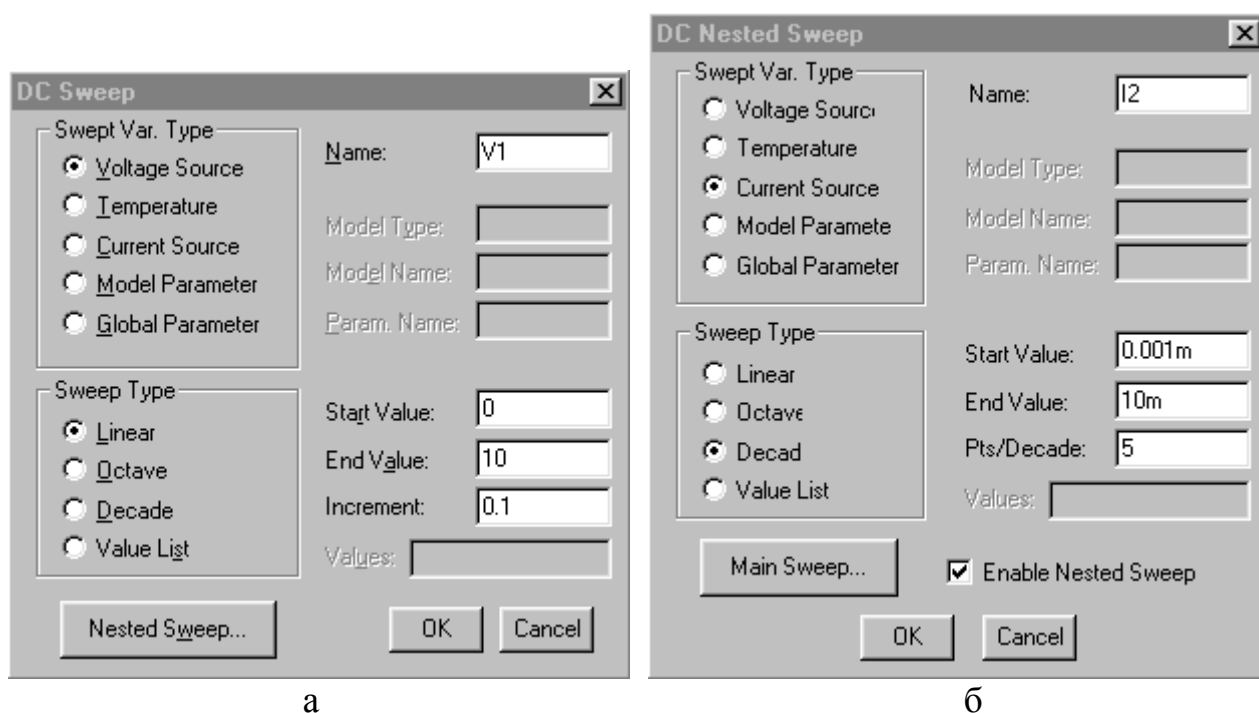 DC Sweep
Swept Var. Type
Voltage Source
Temperature
Current Source
Model Parameter
Global Parameter
Name: V1
Model Type:
Model Name:
Param. Name:
Sweep Type
Linear
Octave
Decade
Value List
Start Value: 0
End Value: 10
Increment: 0.1
Values:
Nested Sweep...
OK
Cancel
а
DC Nested Sweep
Swept Var. Type
Voltage Sourc
Temperature
Current Source
Model Paramete
Global Parameter
Name: I2
Model Type:
Model Name:
Param. Name:
Sweep Type
Linear
Octave
Decad
Value List
Start Value: 0.001m
End Value: 10m
Pts/Decade: 5
Values:
Main Sweep...
Enable Nested Sweep
OK
Cancel
б